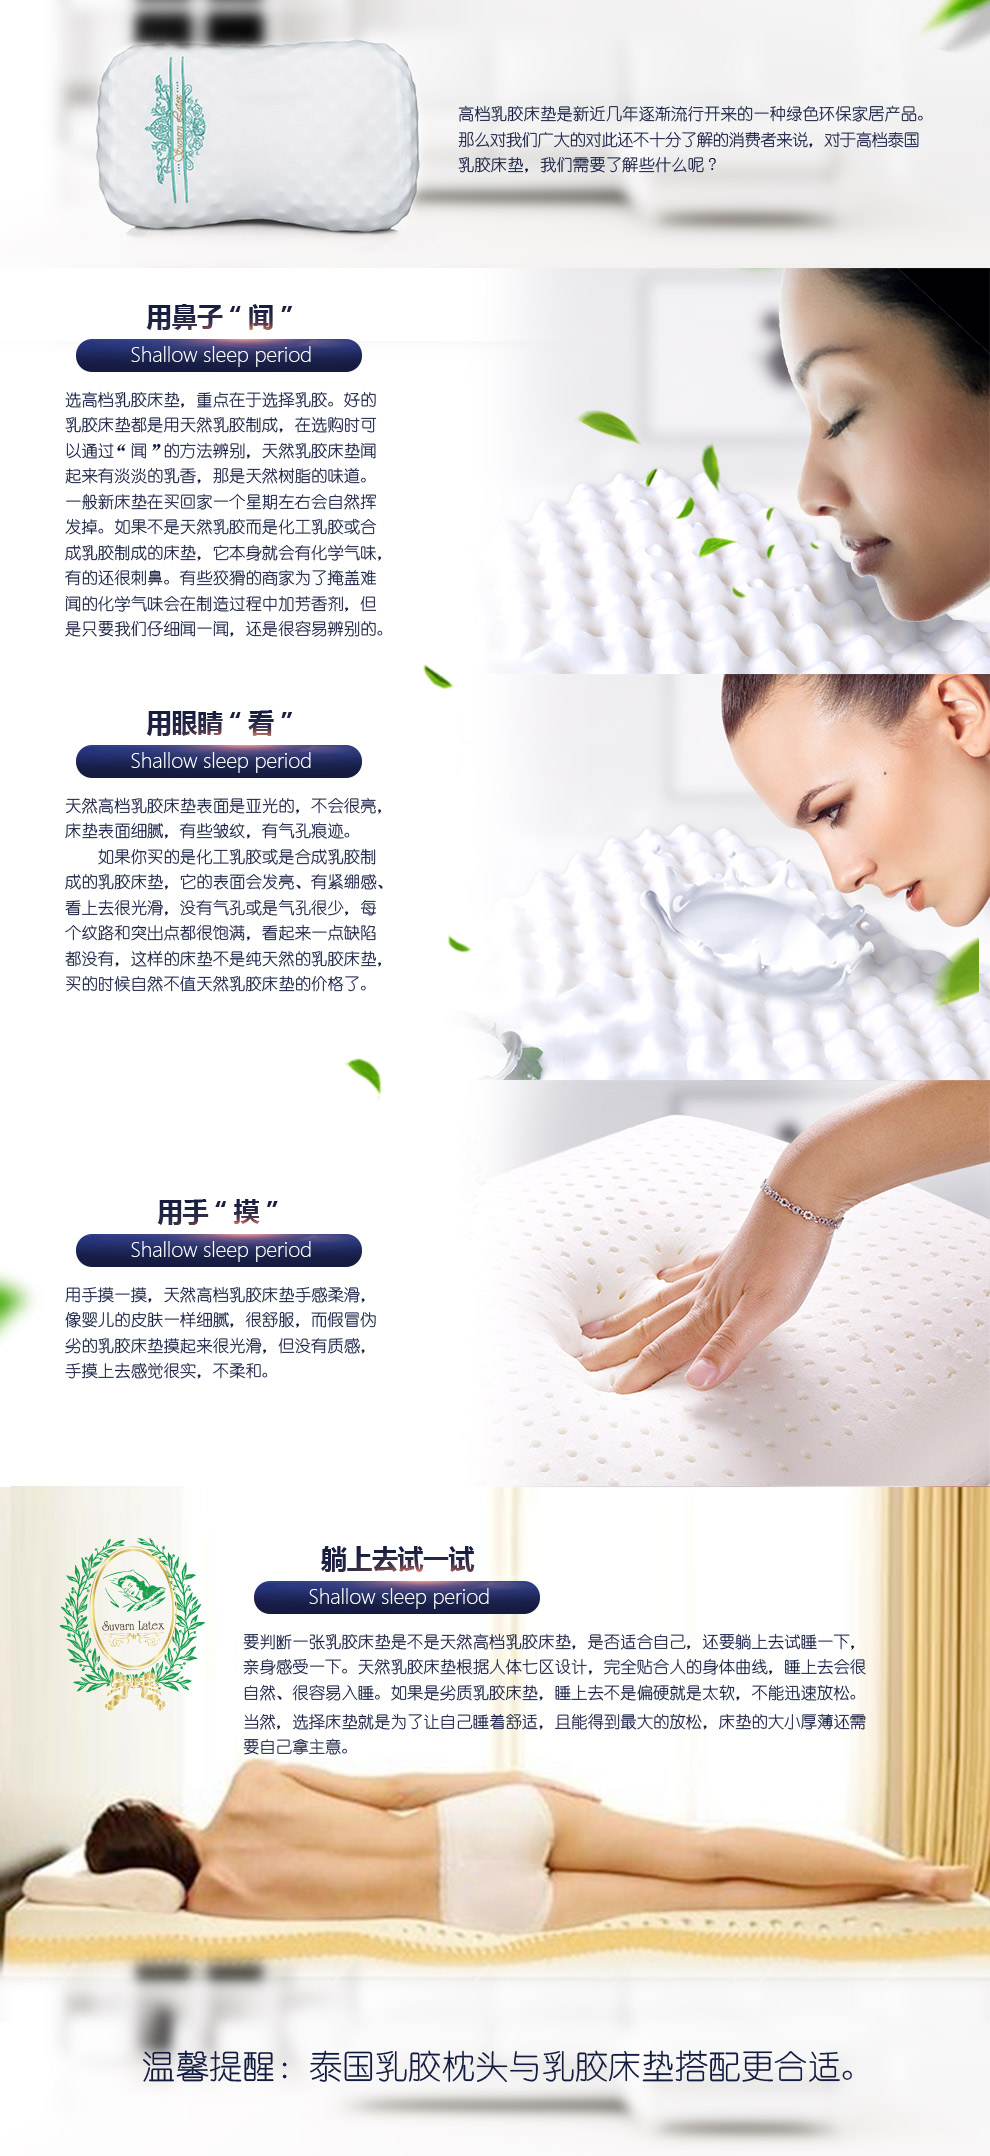 Suvarn Latex
高档乳胶床垫是新近几年逐渐流行开来的一种绿色环保家居产品。
那么对我们广大的对此还不十分了解的消费者来说，对于高档泰国
乳胶床垫，我们需要了解些什么呢？
用鼻子“闻”
Shallow sleep period
选高档乳胶床垫，重点在于选择乳胶。好的
乳胶床垫都是用天然乳胶制成，在选购时可
以通过“闻”的方法辨别，天然乳胶床垫闻
起来有淡淡的乳香，那是天然树脂的味道。
一般新床垫在买回家一个星期左右会自然挥
发掉。如果不是天然乳胶而是化工乳胶或合
成乳胶制成的床垫，它本身就会有化学气味，
有的还很刺鼻。有些狡猾的商家为了掩盖难
闻的化学气味会在制造过程中加芳香剂，但
是只要我们仔细闻一闻，还是很容易辨别的。
用眼睛“看”
Shallow sleep period
天然高档乳胶床垫表面是亚光的，不会很亮，
床垫表面细腻，有些皱纹，有气孔痕迹。
如果你买的是化工乳胶或是合成乳胶制
成的乳胶床垫，它的表面会发亮、有紧绷感、
看上去很光滑，没有气孔或是气孔很少，每
个纹路和突出点都很饱满，看起来一点缺陷
都没有，这样的床垫不是纯天然的乳胶床垫，
买的时候自然不值天然乳胶床垫的价格了。
用手“摸”
Shallow sleep period
用手摸一摸，天然高档乳胶床垫手感柔滑，
像婴儿的皮肤一样细腻，很舒服，而假冒伪
劣的乳胶床垫摸起来很光滑，但没有质感，
手摸上去感觉很实，不柔和。
躺上去试一试
Shallow sleep period
Suvarn Latex
要判断一张乳胶床垫是不是天然高档乳胶床垫，是否适合自己，还要躺上去试睡一下，
亲身感受一下。天然乳胶床垫根据人体七区设计，完全贴合人的身体曲线，睡上去会很
自然、很容易入睡。如果是劣质乳胶床垫，睡上去不是偏硬就是太软，不能迅速放松。
当然，选择床垫就是为了让自己睡着舒适，且能得到最大的放松，床垫的大小厚薄还需
要自己拿主意。
温馨提醒：泰国乳胶枕头与乳胶床垫搭配更合适。